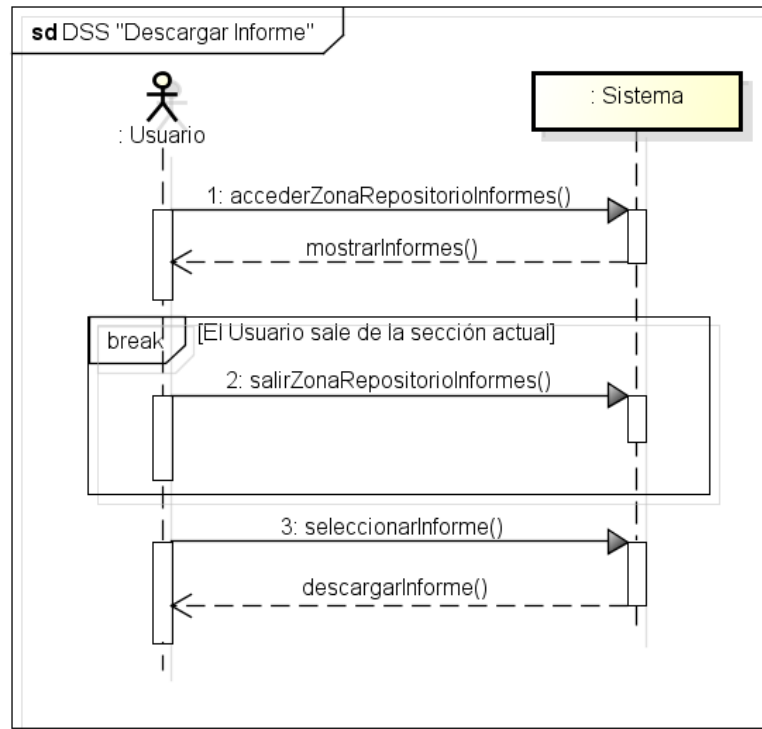 sd DSS "Descargar Informe"
: Usuario
: Sistema
1: accederZonaRepositorioInformes()
mostrarInformes()
break
[El Usuario sale de la sección actual]
2: salirZonaRepositorioInformes()
3: seleccionarInforme()
descargarInforme()